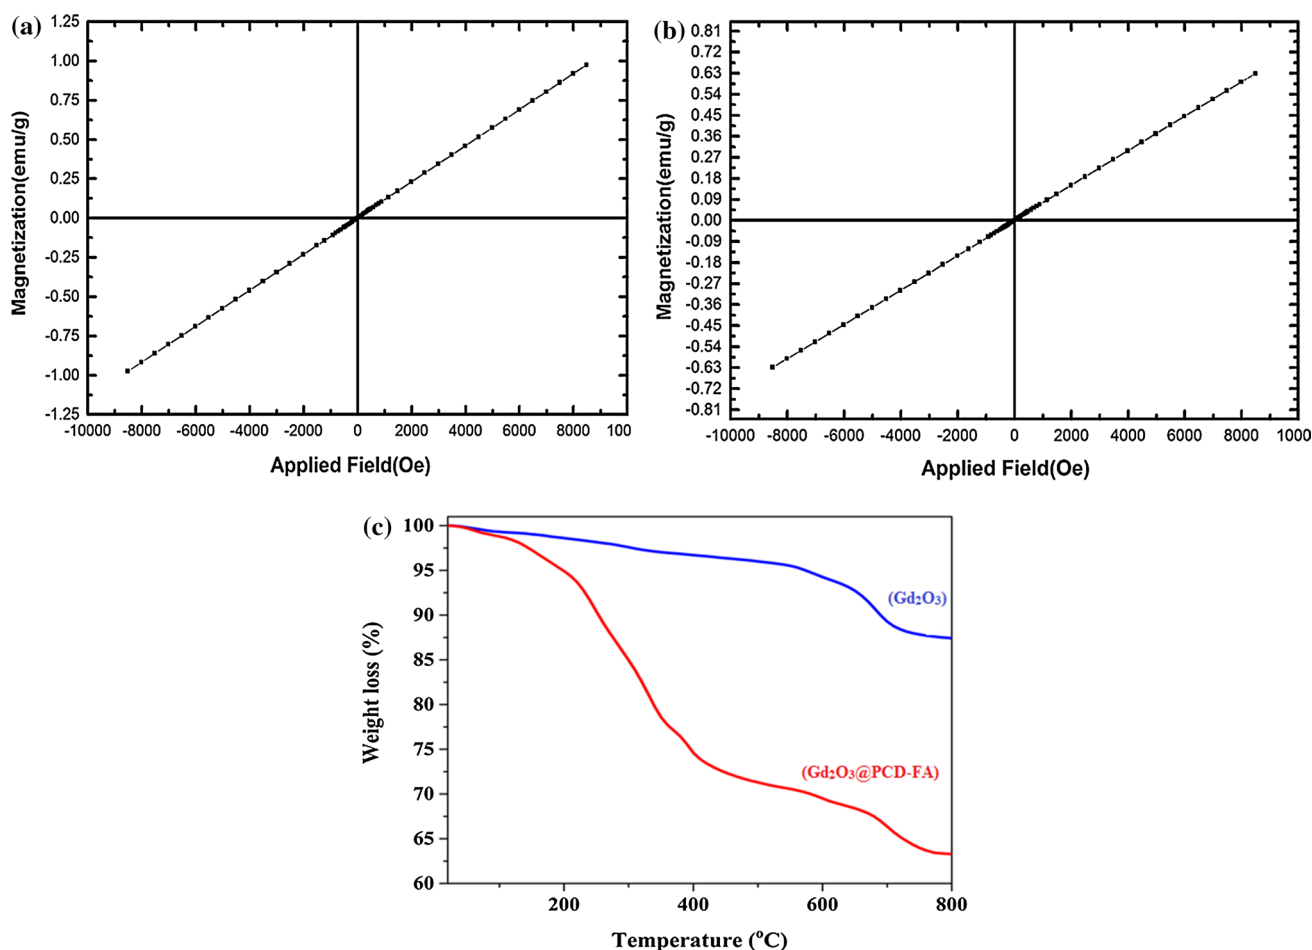 (a)
1.25
1.00
0.75
0.50
0.25
0.00
-0.25
-0.50
-0.75
-1.00
-1.25
Magnetization(emu/g)
-10000 -8000 -6000 -4000 -2000 0 2000 4000 6000 8000 100
Applied Field(Oe)
(b)
0.81
0.72
0.63
0.54
0.45
0.36
0.27
0.18
0.09
0.00
-0.09
-0.18
-0.27
-0.36
-0.45
-0.54
-0.63
-0.72
-0.81
Magnetization(emu/g)
-10000 -8000 -6000 -4000 -2000 0 2000 4000 6000 8000 1000
Applied Field(Oe)
(c)
100
95
90
85
80
75
70
65
60
Weight loss (%)
(Gd₂O₃)
(Gd₂O₃@PCD-FA)
200 400 600 800
Temperature (°C)